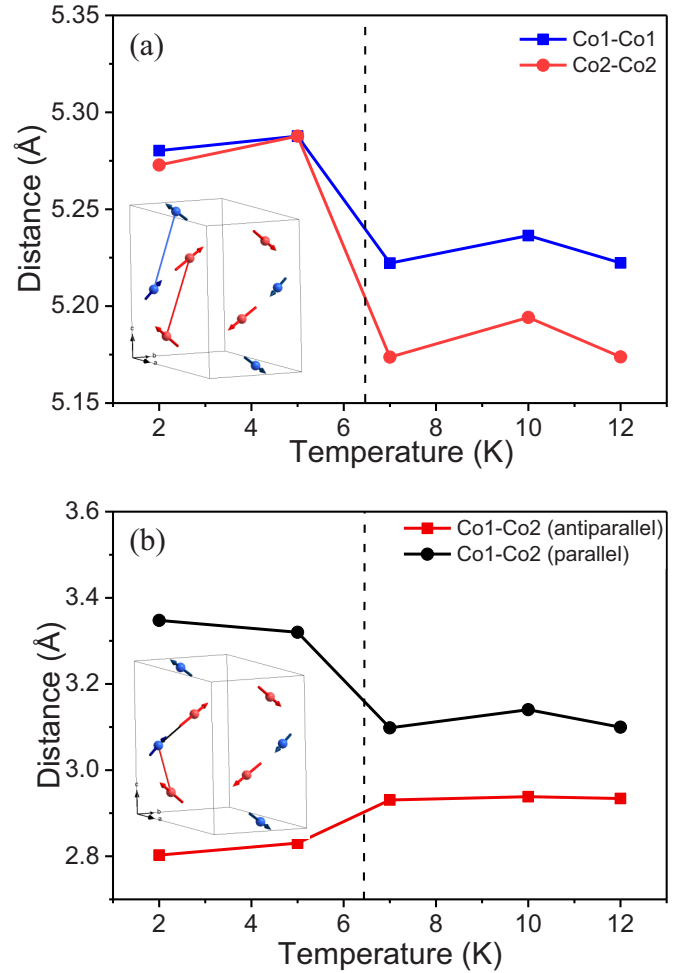 (a)
Co1-Co1
Co2-Co2
5.35
5.30
5.25
5.20
5.15
Distance (Å)
c
b
a
2
4
6
8
10
12
Temperature (K)
(b)
Co1-Co2 (antiparallel)
Co1-Co2 (parallel)
3.6
3.4
3.2
3.0
2.8
Distance (Å)
c
b
a
2
4
6
8
10
12
Temperature (K)